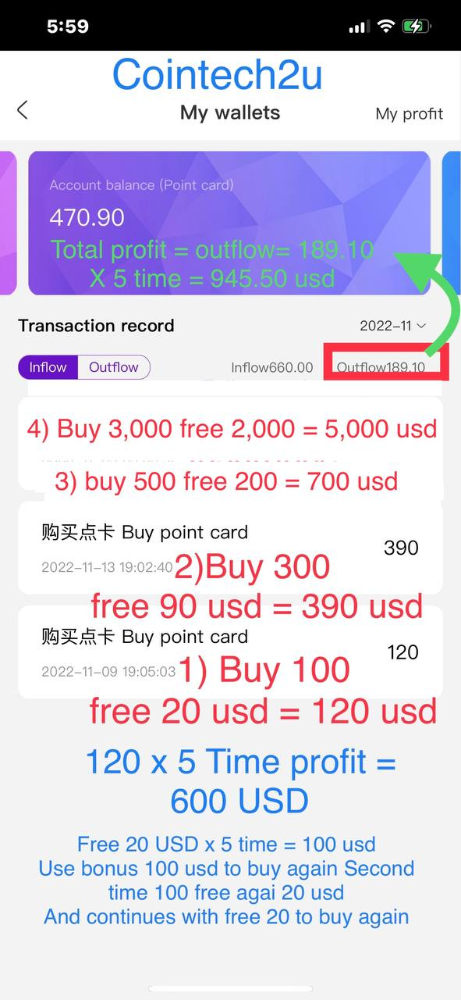 5:59
Cointech2u
My wallets
My profit
Account balance (Point card)
470.90
Total profit = outflow= 189.10
X 5 time = 945.50 usd
Transaction record
2022-11
Inflow
Outflow
Inflow660.00
Outflow189.10
4) Buy 3,000 free 2,000 = 5,000 usd
3) buy 500 free 200 = 700 usd
购买点卡 Buy point card
390
2022-11-13 19:02:40
2)Buy 300
free 90 usd = 390 usd
购买点卡 Buy point card
120
2022-11-09 19:05:03
1) Buy 100
free 20 usd = 120 usd
120 x 5 Time profit =
600 USD
Free 20 USD x 5 time = 100 usd
Use bonus 100 usd to buy again Second
time 100 free agai 20 usd
And continues with free 20 to buy again